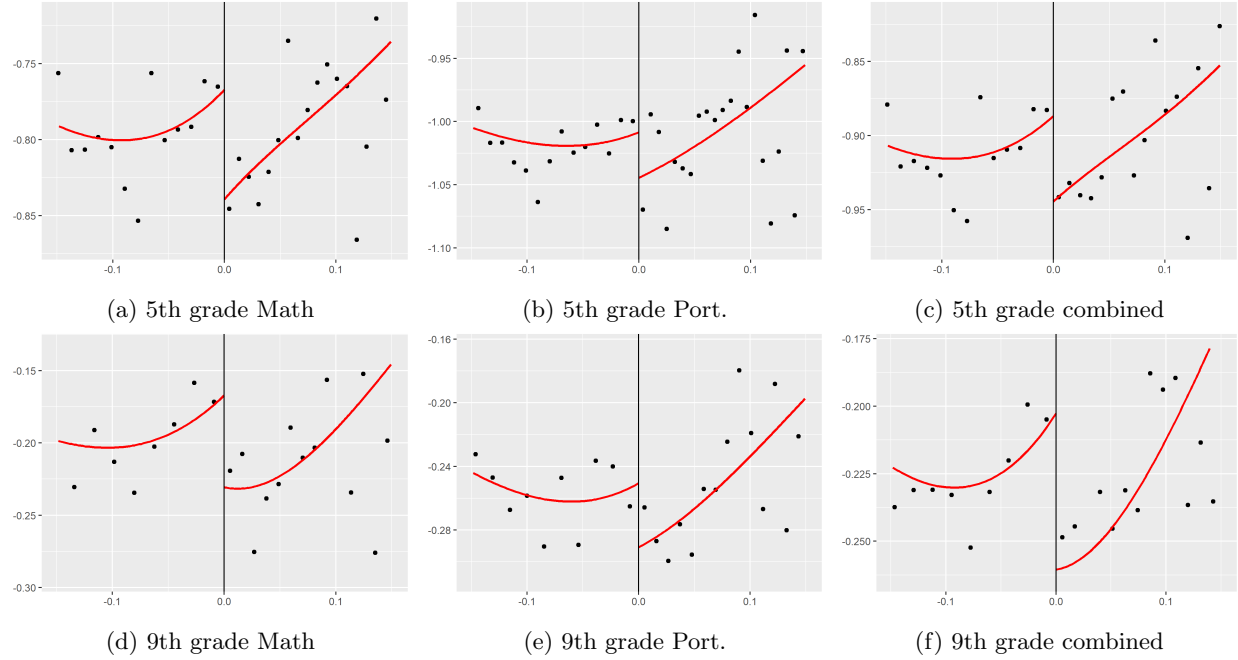 -0.75
-0.80
-0.85
-0.1 0.0 0.1
(a) 5th grade Math
-0.95
-1.00
-1.05
-1.10
-0.1 0.0 0.1
(b) 5th grade Port.
-0.85
-0.90
-0.95
-0.1 0.0 0.1
(c) 5th grade combined
-0.15
-0.20
-0.25
-0.30
-0.1 0.0 0.1
(d) 9th grade Math
-0.16
-0.20
-0.24
-0.28
-0.1 0.0 0.1
(e) 9th grade Port.
-0.175
-0.200
-0.225
-0.250
-0.1 0.0 0.1
(f) 9th grade combined